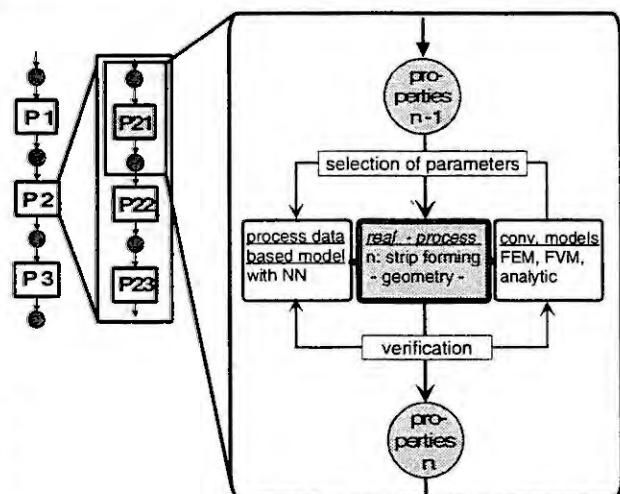 P1
P2
P3
P21
P22
P23
pro-
perties
n-1
selection of parameters
process data
based model
with NN
real - process
n: strip forming
- geometry -
conv. models
FEM, FVM,
analytic
verification
pro-
perties
n